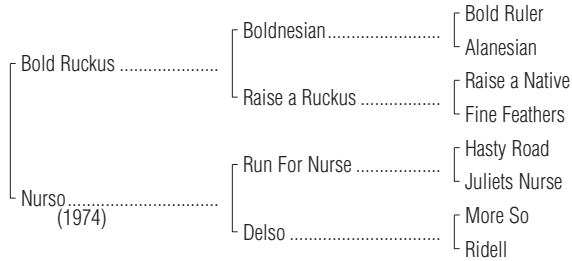 Bold Ruler
Boldnesian
Alanesian
Bold Ruckus
Raise a Native
Raise a Ruckus
Fine Feathers
Hasty Road
Run For Nurse
Juliets Nurse
Nurso
(1974)
More So
Delso
Ridell